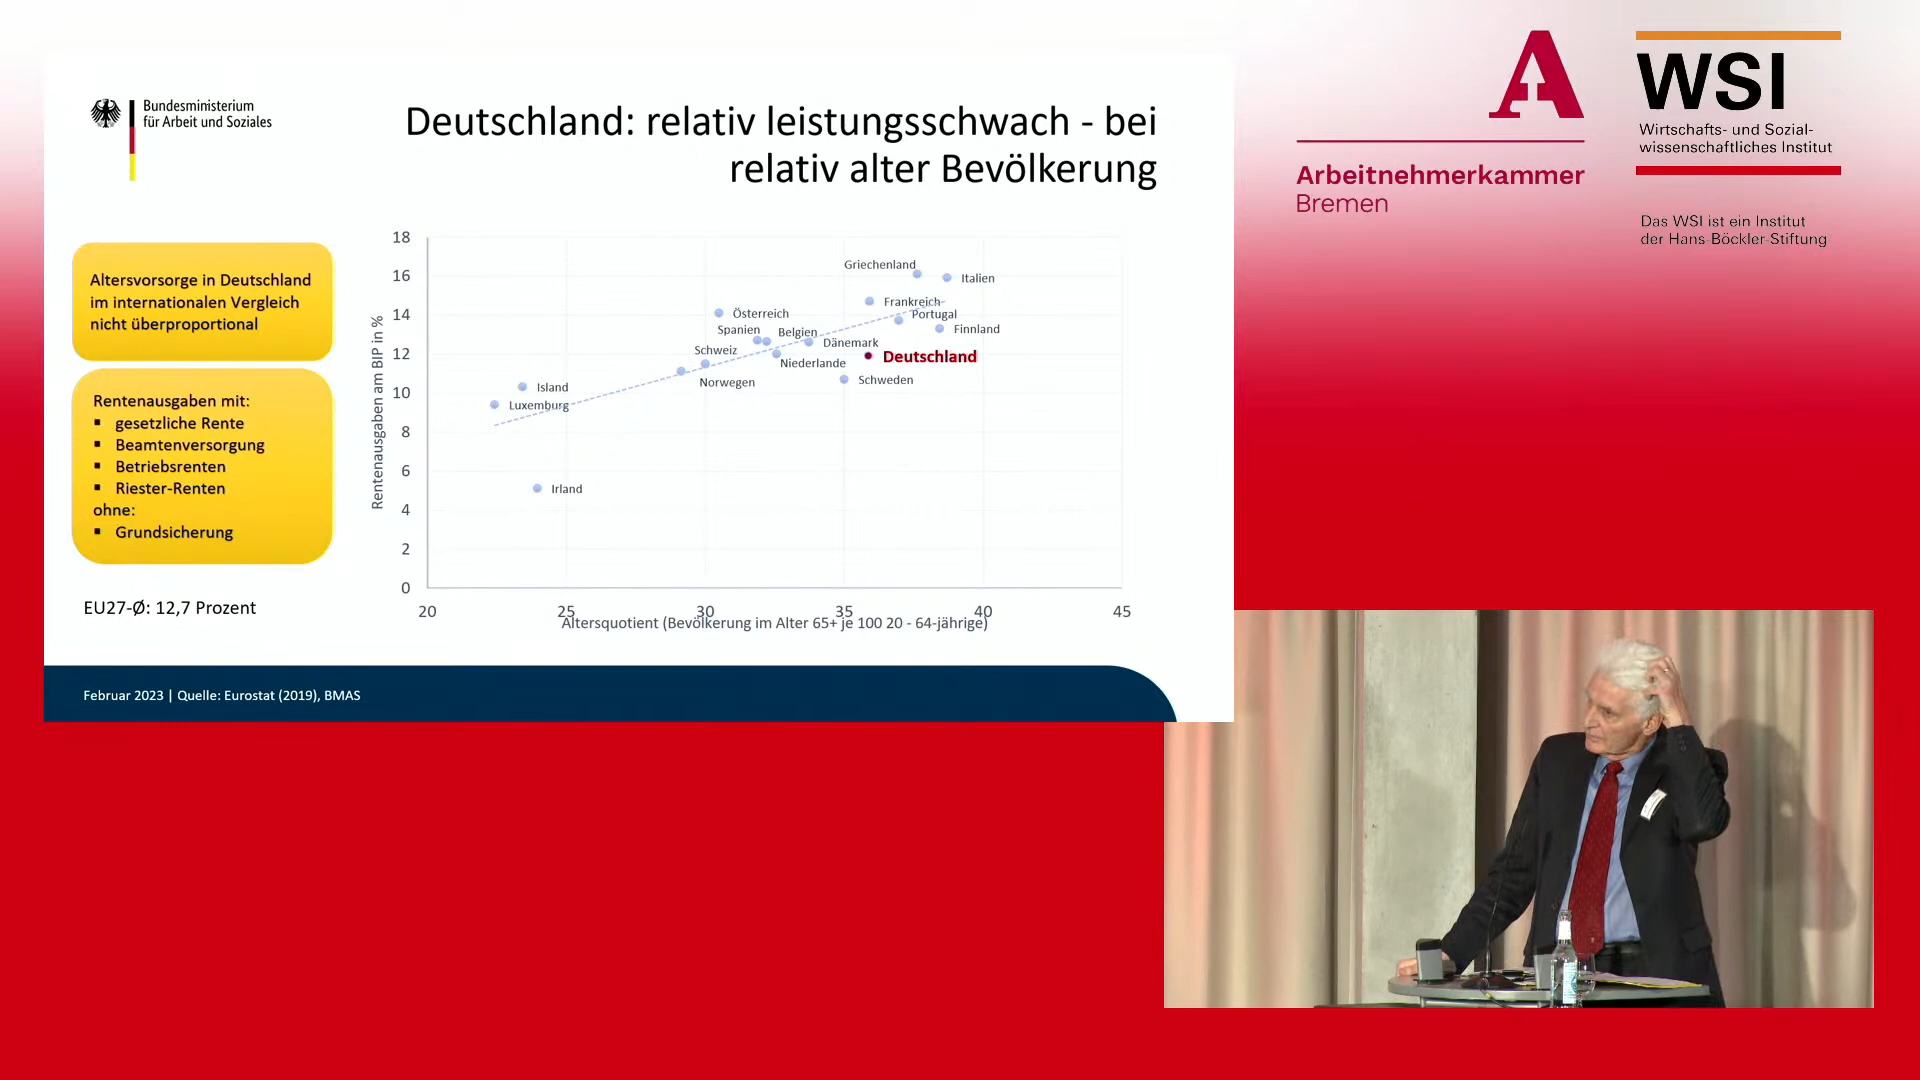 Bundesministerium
für Arbeit und Soziales
Deutschland: relativ leistungsschwach - bei
relativ alter Bevölkerung
Altersvorsorge in Deutschland
im internationalen Vergleich
nicht überproportional
Rentenausgaben mit:
▪ gesetzliche Rente
▪ Beamtenversorgung
▪ Betriebsrenten
▪ Riester-Renten
ohne:
▪ Grundsicherung
EU27-Ø: 12,7 Prozent
Rentenausgaben am BIP in %
18
16
14
12
10
8
6
4
2
0
Griechenland
Italien
Frankreich
Österreich
Portugal
Spanien
Belgien
Finnland
Dänemark
Schweiz
Deutschland
Niederlande
Norwegen
Schweden
Island
Luxemburg
Irland
20
25
30
35
40
45
Altersquotient (Bevölkerung im Alter 65+ je 100 20 - 64-jährige)
Februar 2023 | Quelle: Eurostat (2019), BMAS
A
Arbeitnehmerkammer
Bremen
WSI
Wirtschafts- und Sozial-
wissenschaftliches Institut
Das WSI ist ein Institut
der Hans-Böckler-Stiftung